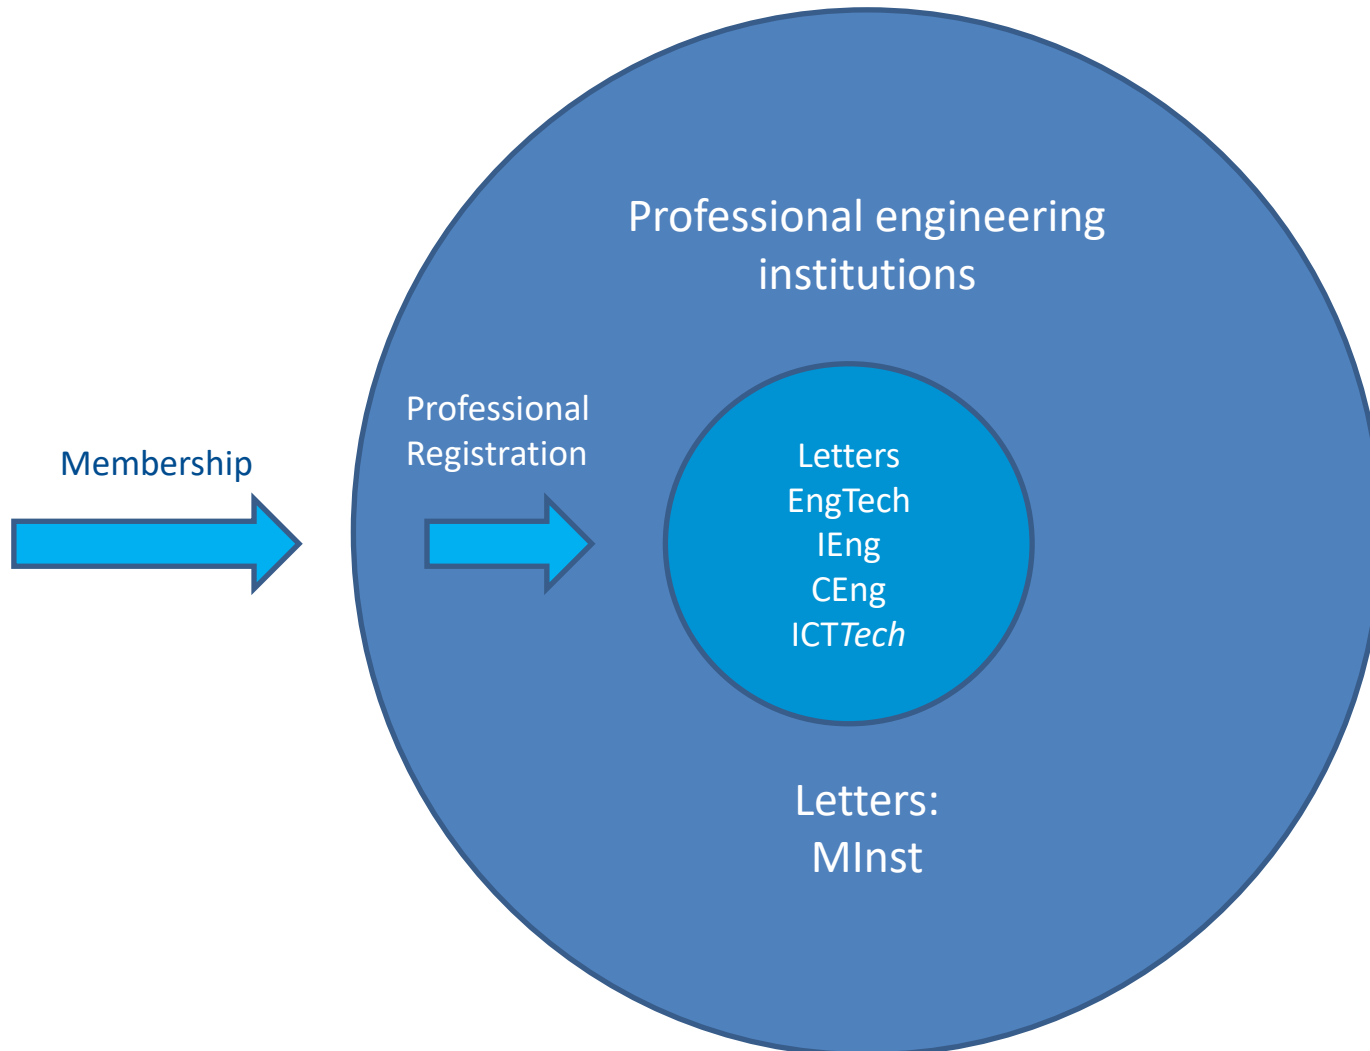 Professional engineering
institutions
Membership
Professional
Registration
Letters
EngTech
IEng
CEng
ICTTech
Letters:
MInst